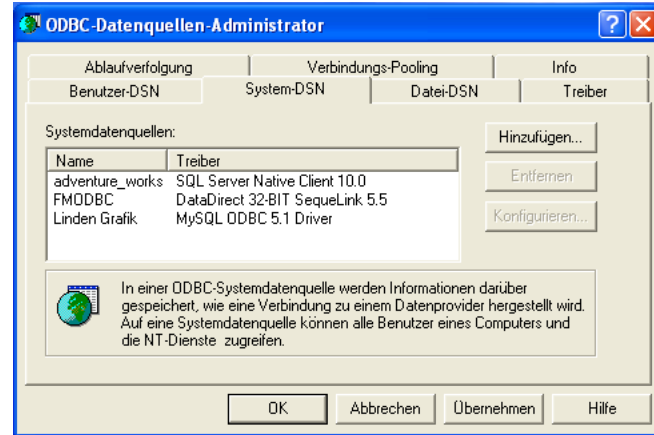 ODBC-Datenquellen-Administrator
Ablaufverfolgung Verbindungs-Pooling Info
Benutzer-DSN System-DSN Datei-DSN Treiber
Systemdatenquellen:
Hinzufügen...
Name Treiber
adventure_works SQL Server Native Client 10.0
Entfernen
FMODBC DataDirect 32-BIT SequeLink 5.5
Linden Grafik MySQL ODBC 5.1 Driver
Konfigurieren...
In einer ODBC-Systemdatenquelle werden Informationen darüber
gespeichert, wie eine Verbindung zu einem Datenprovider hergestellt wird.
Auf eine Systemdatenquelle können alle Benutzer eines Computers und
die NT-Dienste zugreifen.
OK Abbrechen Übernehmen Hilfe